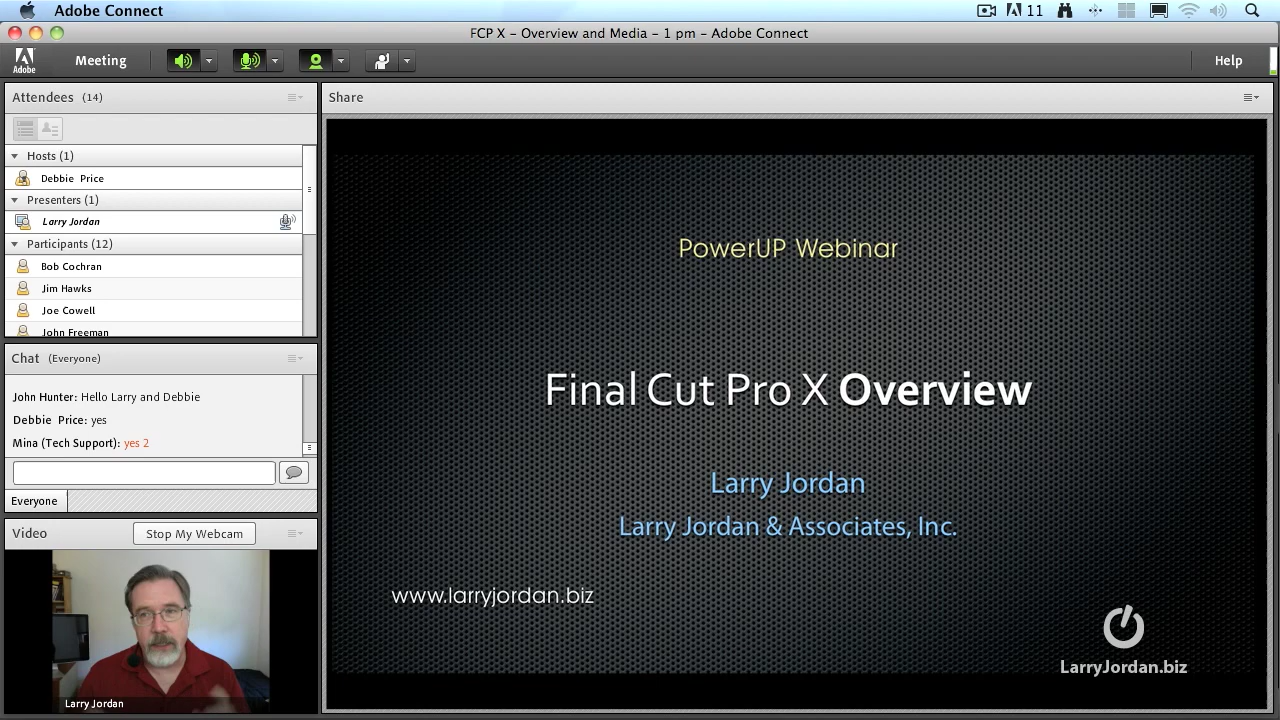 Adobe Connect
11
FCP X - Overview and Media - 1 pm - Adobe Connect
Adobe
Meeting
Help
Attendees (14)
Hosts (1)
Debbie Price
Presenters (1)
Larry Jordan
Participants (12)
Bob Cochran
Jim Hawks
Joe Cowell
John Freeman
Chat (Everyone)
John Hunter: Hello Larry and Debbie
Debbie Price: yes
Mina (Tech Support): yes 2
Everyone
Video
Stop My Webcam
Larry Jordan
Share
PowerUP Webinar
Final Cut Pro X Overview
Larry Jordan
Larry Jordan & Associates, Inc.
www.larryjordan.biz
LarryJordan.biz